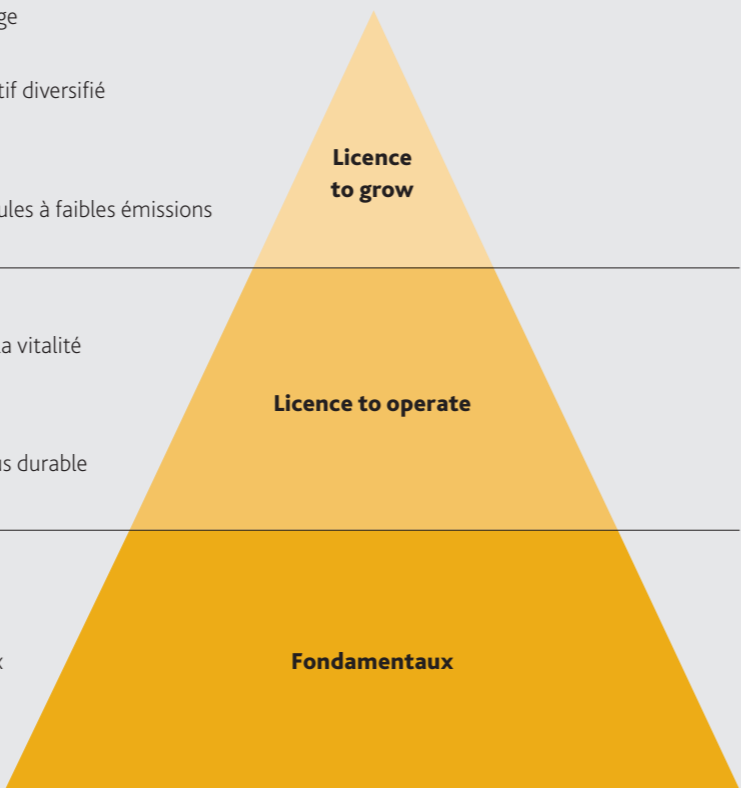 ge
tif diversifié
Licence
to grow
ules à faibles émissions
a vitalité
Licence to operate
us durable
x
Fondamentaux